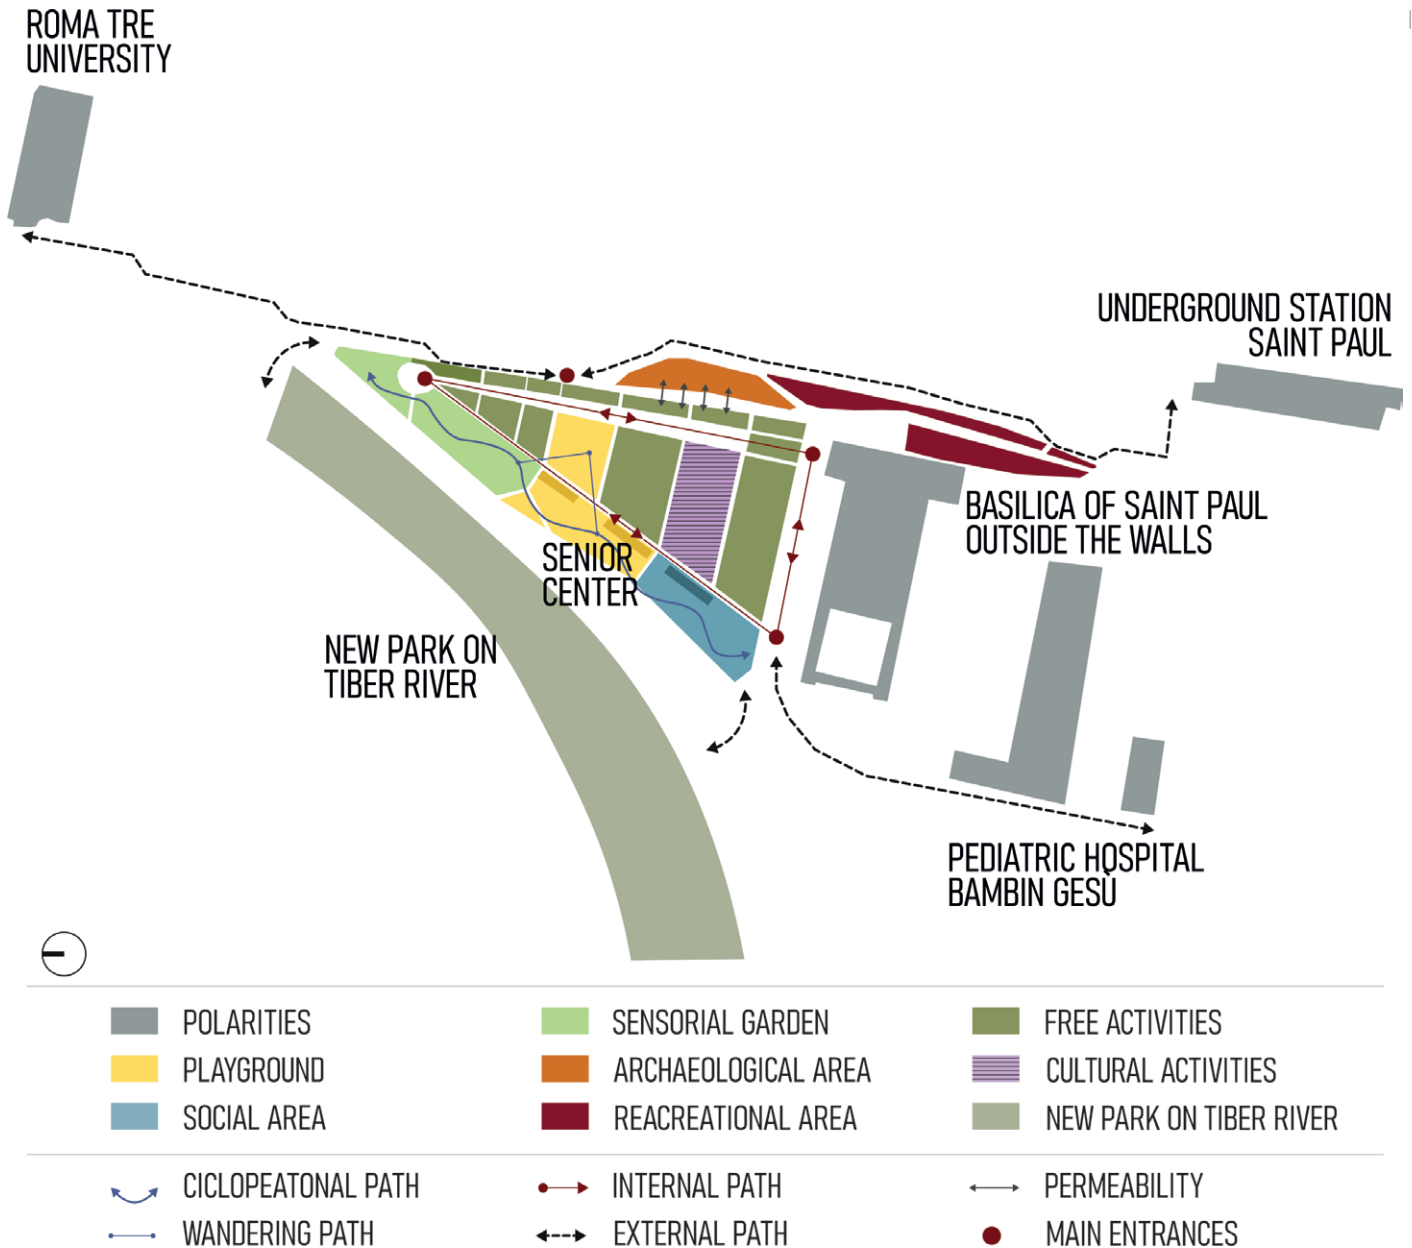 ROMA TRE
UNIVERSITY
UNDERGROUND STATION
SAINT PAUL
BASILICA OF SAINT PAUL
OUTSIDE THE WALLS
SENIOR
CENTER
NEW PARK ON
TIBER RIVER
PEDIATRIC HOSPITAL
BAMBIN GESÙ
POLARITIES
SENSORIAL GARDEN
FREE ACTIVITIES
PLAYGROUND
ARCHAEOLOGICAL AREA
CULTURAL ACTIVITIES
SOCIAL AREA
REACREATIONAL AREA
NEW PARK ON TIBER RIVER
CICLOPEATONAL PATH
INTERNAL PATH
PERMEABILITY
WANDERING PATH
EXTERNAL PATH
MAIN ENTRANCES